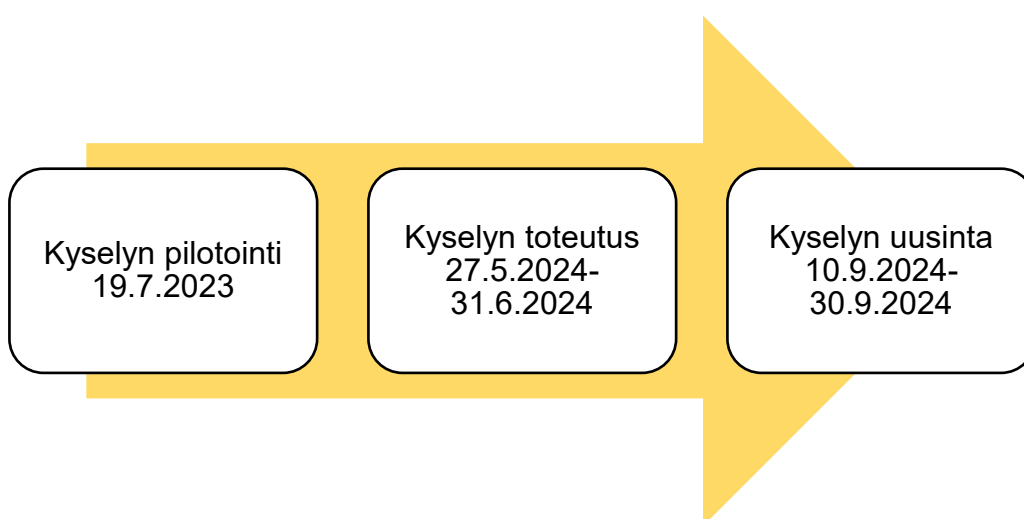 Kyselyn pilotointi
19.7.2023
Kyselyn toteutus
27.5.2024-
31.6.2024
Kyselyn uusinta
10.9.2024-
30.9.2024